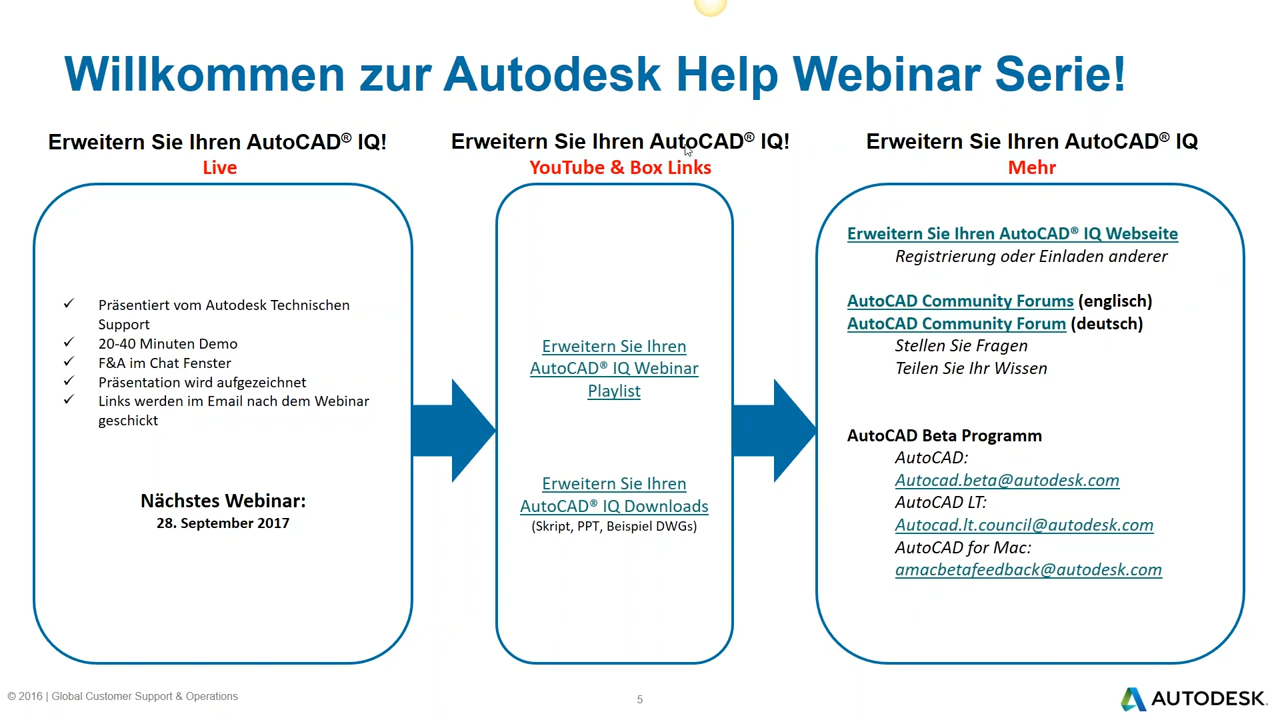 Willkommen zur Autodesk Help Webinar Serie!
Erweitern Sie Ihren AutoCAD® IQ!
Live
Präsentiert vom Autodesk Technischen
Support
20-40 Minuten Demo
F&A im Chat Fenster
Präsentation wird aufgezeichnet
Links werden im Email nach dem Webinar
geschickt
Nächstes Webinar:
28. September 2017
Erweitern Sie Ihren AutoCAD® IQ!
YouTube & Box Links
Erweitern Sie Ihren
AutoCAD® IQ Webinar
Playlist
Erweitern Sie Ihren
AutoCAD® IQ Downloads
(Skript, PPT, Beispiel DWGs)
Erweitern Sie Ihren AutoCAD® IQ
Mehr
Erweitern Sie Ihren AutoCAD® IQ Webseite
Registrierung oder Einladen anderer
AutoCAD Community Forums (englisch)
AutoCAD Community Forum (deutsch)
Stellen Sie Fragen
Teilen Sie Ihr Wissen
AutoCAD Beta Programm
AutoCAD:
Autocad.beta@autodesk.com
AutoCAD LT:
Autocad.lt.council@autodesk.com
AutoCAD for Mac:
amacbetafeedback@autodesk.com
© 2016 | Global Customer Support & Operations
5
AUTODESK.